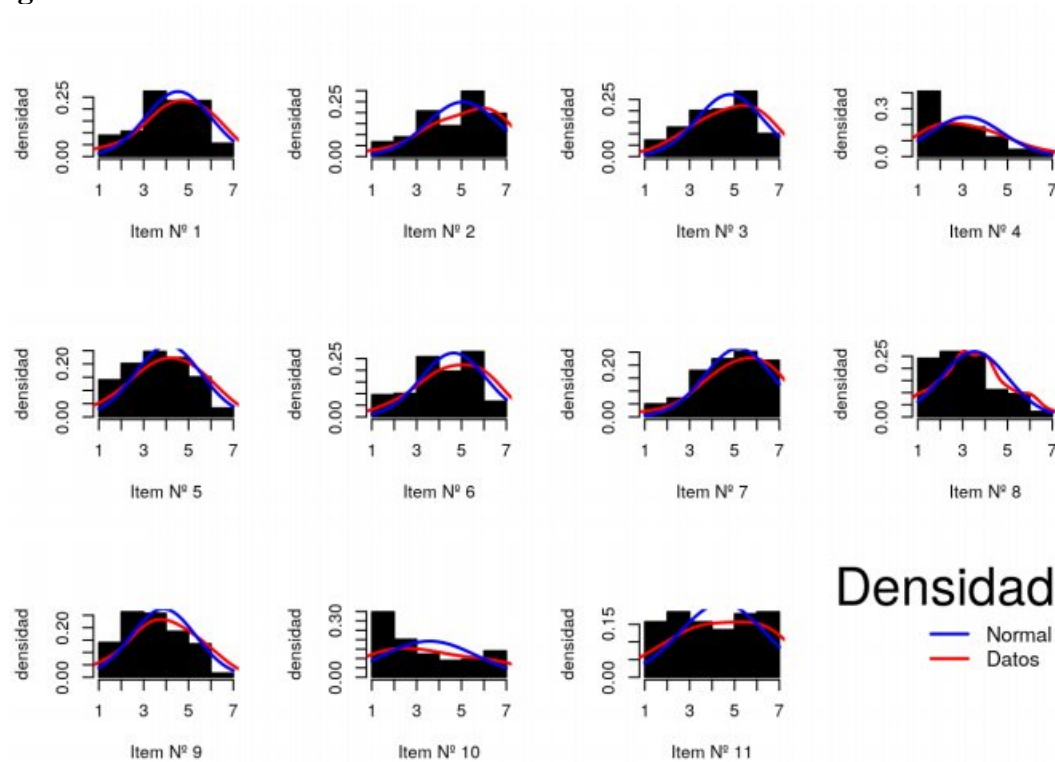 densidad
0.00 0.25
1 3 5 7
Item Nº 1
densidad
0.00 0.25
1 3 5 7
Item Nº 2
densidad
0.00 0.25
1 3 5 7
Item Nº 3
densidad
0.0 0.3
1 3 5 7
Item Nº 4
densidad
0.00 0.20
1 3 5 7
Item Nº 5
densidad
0.00 0.25
1 3 5 7
Item Nº 6
densidad
0.00 0.20
1 3 5 7
Item Nº 7
densidad
0.00 0.25
1 3 5 7
Item Nº 8
densidad
0.00 0.20
1 3 5 7
Item Nº 9
densidad
0.00 0.30
1 3 5 7
Item Nº 10
densidad
0.00 0.15
1 3 5 7
Item Nº 11
Densidad
Normal
Datos